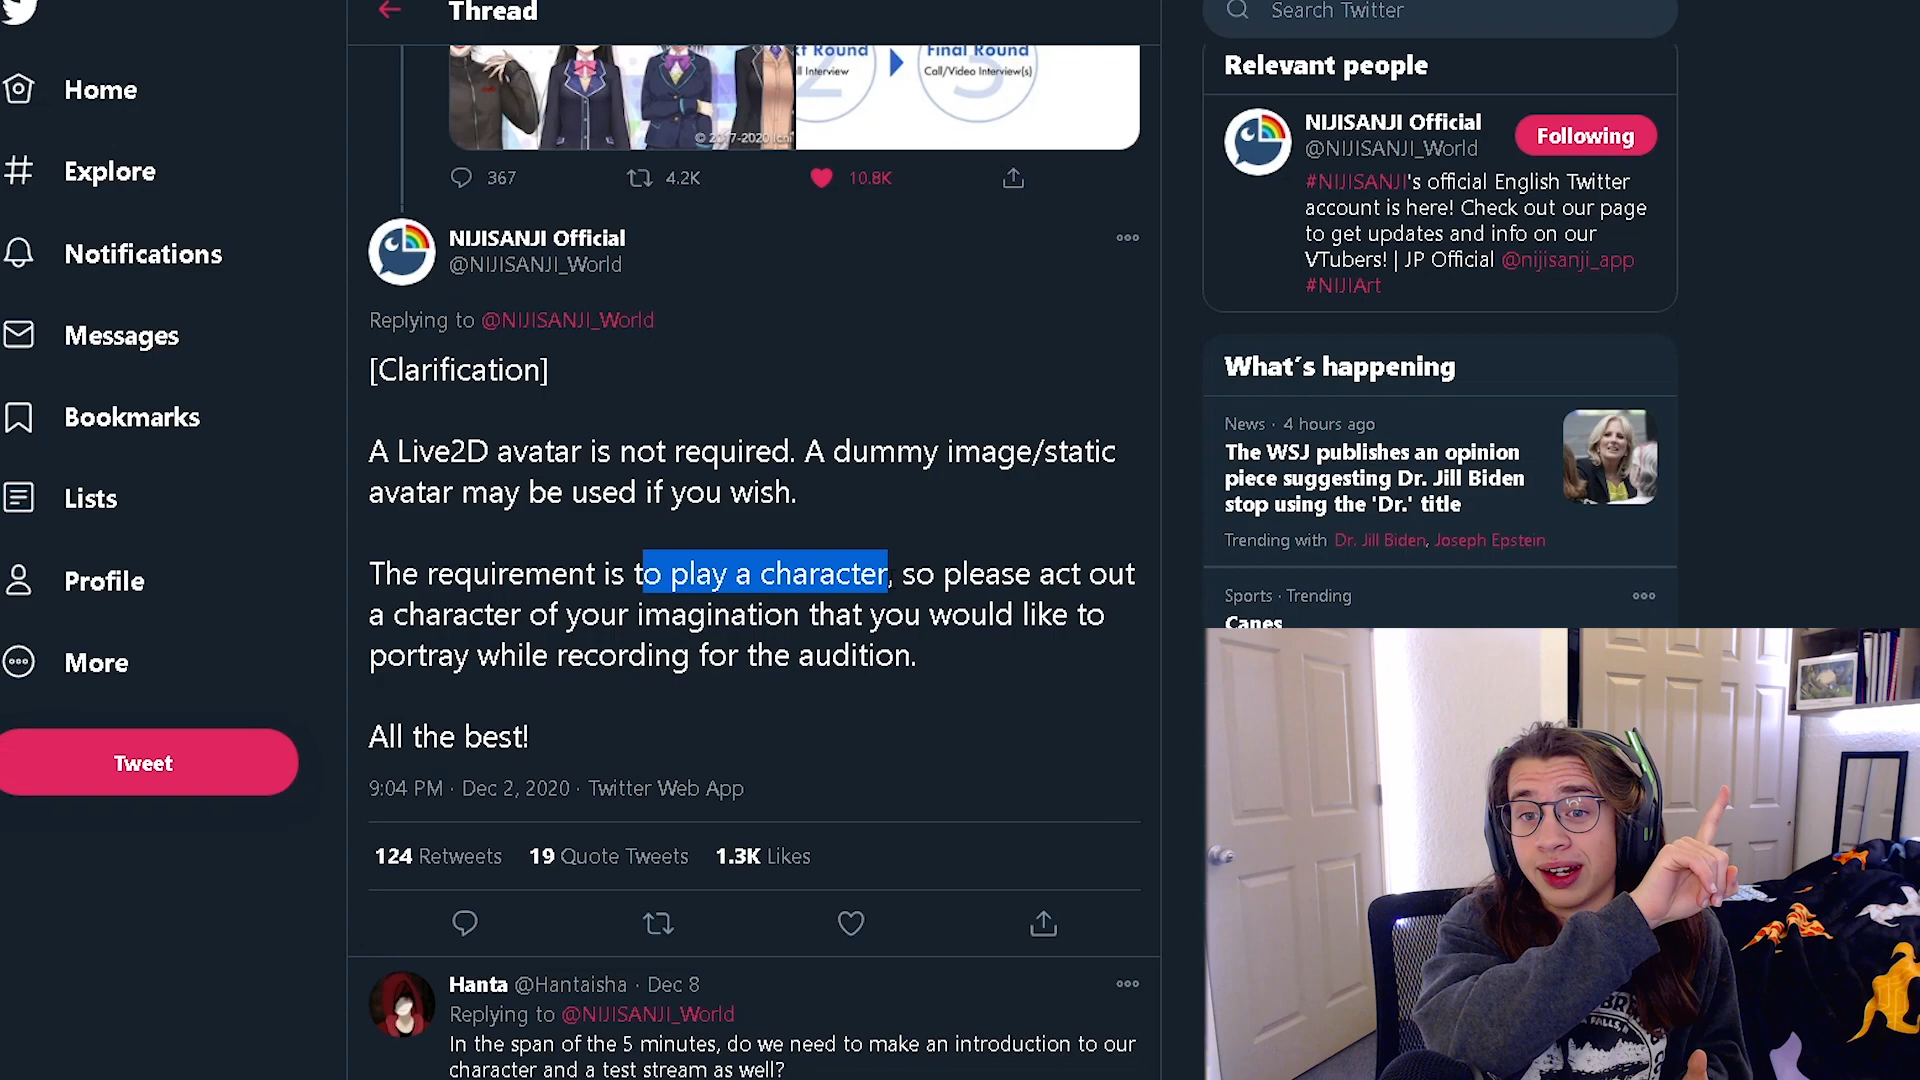 Thread
Search Twitter
Home
Explore
Notifications
Messages
Bookmarks
Lists
Profile
More
Tweet
Round
Interview
Final Round
Call/Video Interview(s)
© 2017-2020
367
4.2K
10.8K
NIJISANJI Official
@NIJISANJI_World
Replying to @NIJISANJI_World
[Clarification]
A Live2D avatar is not required. A dummy image/static
avatar may be used if you wish.
The requirement is to play a character, so please act out
a character of your imagination that you would like to
portray while recording for the audition.
All the best!
9:04 PM · Dec 2, 2020 · Twitter Web App
124 Retweets 19 Quote Tweets 1.3K Likes
Hanta @Hantaisha · Dec 8
Replying to @NIJISANJI_World
In the span of the 5 minutes, do we need to make an introduction to our
character and a test stream as well?
Relevant people
NIJISANJI Official
@NIJISANJI_World
Following
#NIJISANJI's official English Twitter
account is here! Check out our page
to get updates and info on our
VTubers! | JP Official @nijisanji_app
#NIJIArt
What´s happening
News · 4 hours ago
The WSJ publishes an opinion
piece suggesting Dr. Jill Biden
stop using the 'Dr.' title
Trending with Dr. Jill Biden, Joseph Epstein
Sports · Trending
Canes